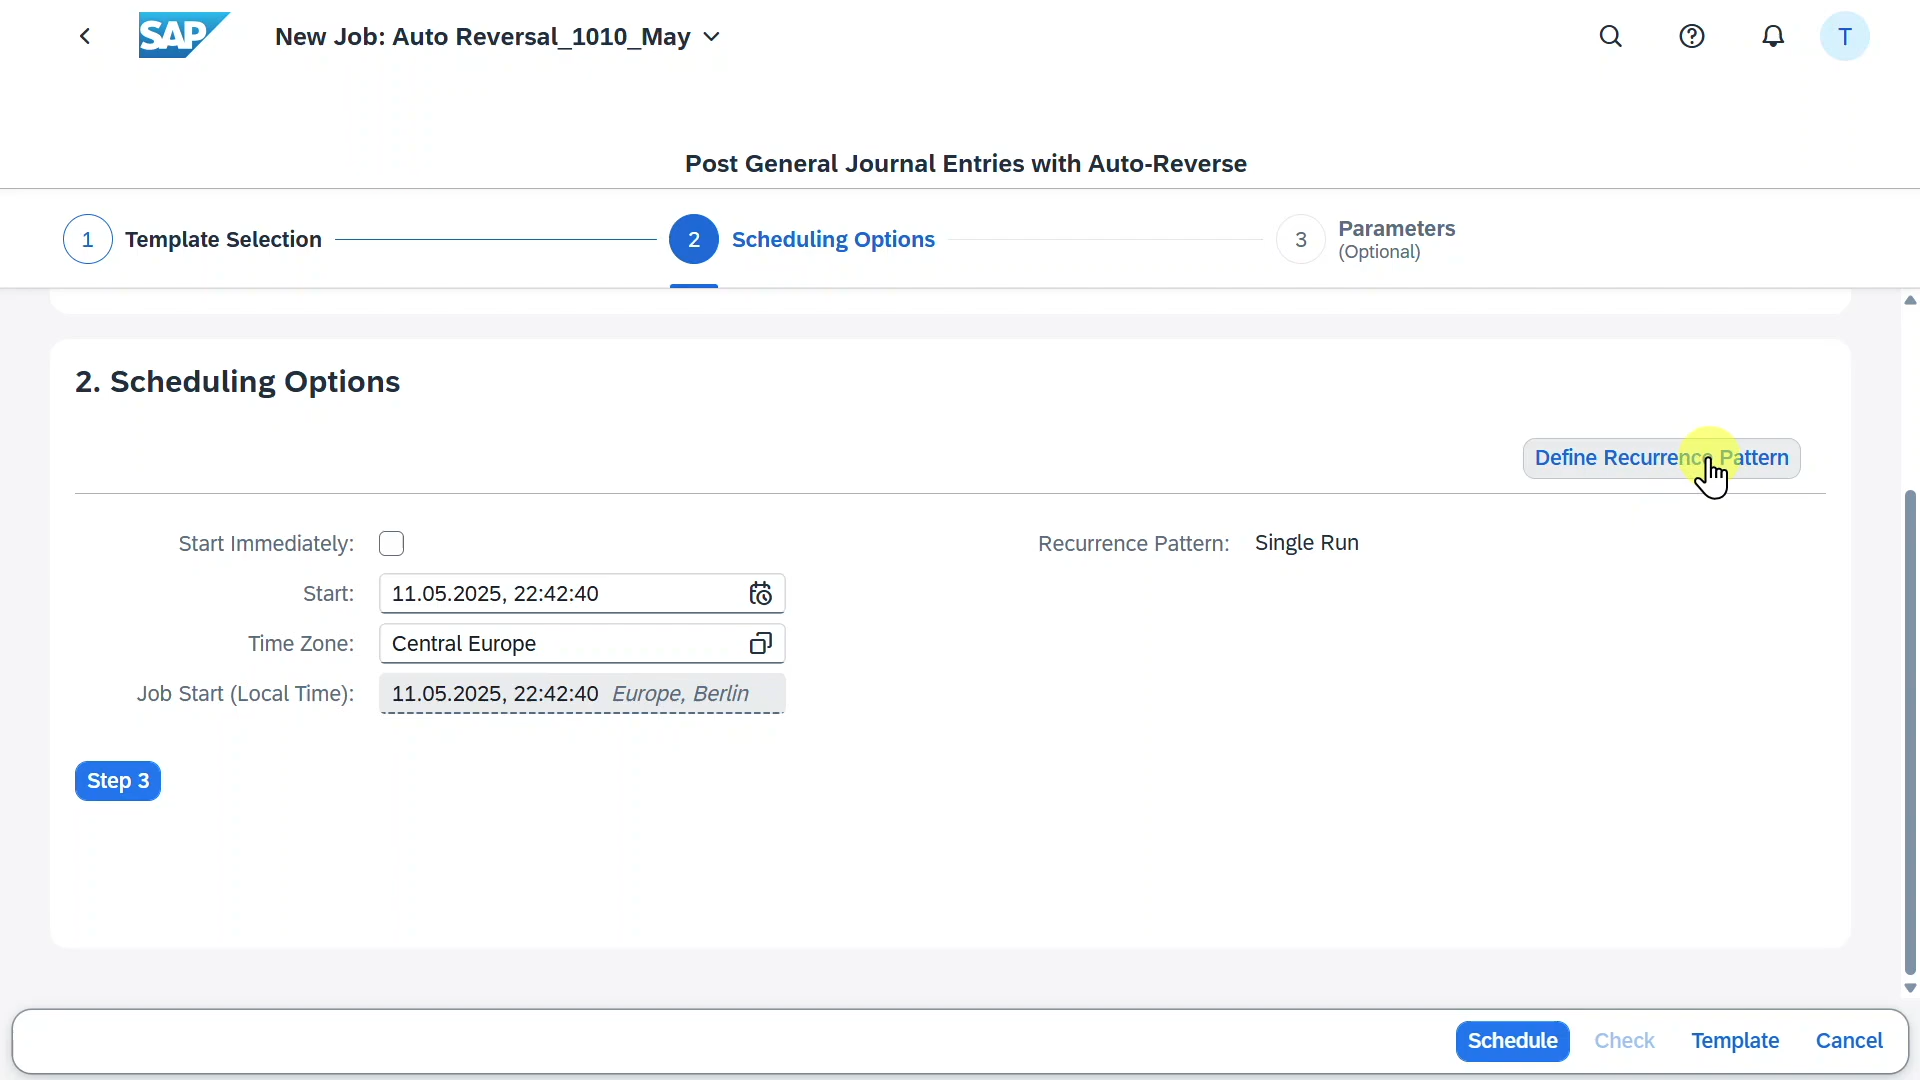 SAP
New Job: Auto Reversal_1010_May
T
Post General Journal Entries with Auto-Reverse
1 Template Selection
2 Scheduling Options
3 Parameters
(Optional)
2. Scheduling Options
Define Recurrence Pattern
Start Immediately:
Recurrence Pattern: Single Run
Start: 11.05.2025, 22:42:40
Time Zone: Central Europe
Job Start (Local Time): 11.05.2025, 22:42:40 Europe, Berlin
Step 3
Schedule Check Template Cancel